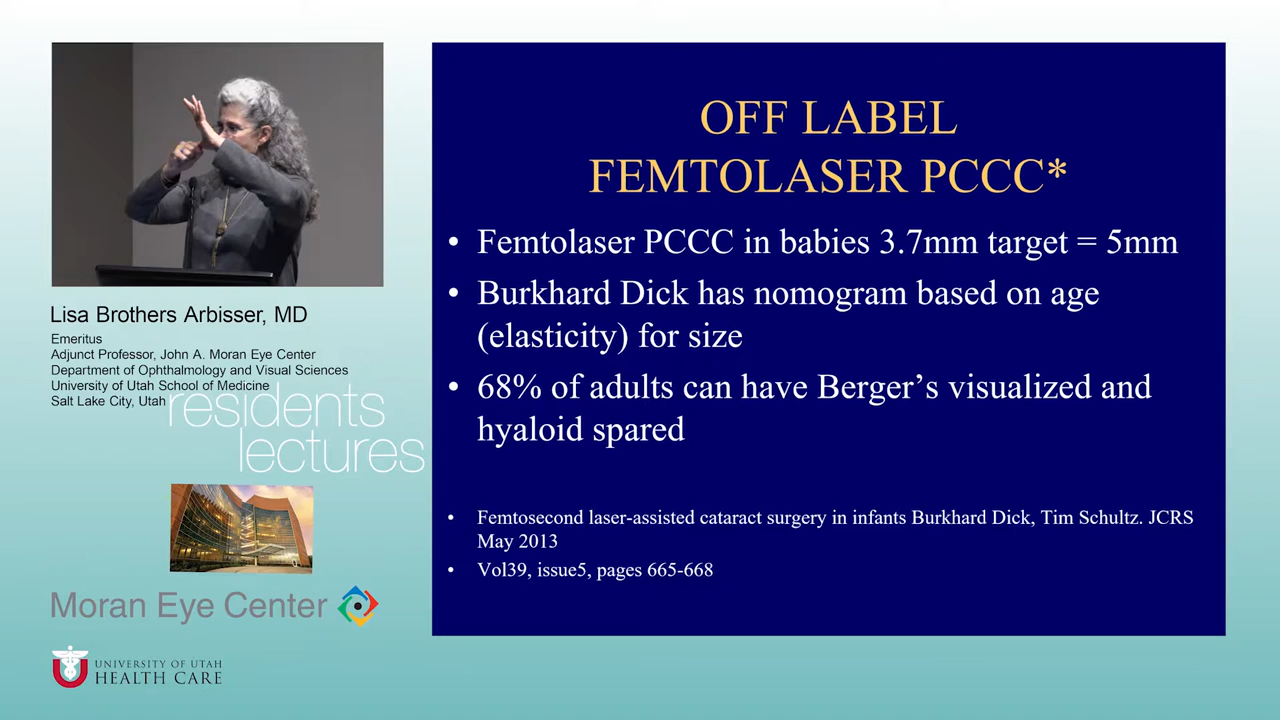 Lisa Brothers Arbisser, MD
Emeritus
Adjunct Professor, John A. Moran Eye Center
Department of Ophthalmology and Visual Sciences
University of Utah School of Medicine
Salt Lake City, Utah
residents
lectures
Moran Eye Center
UNIVERSITY OF UTAH
HEALTH CARE
OFF LABEL
FEMTOLASER PCCC*
• Femtolaser PCCC in babies 3.7mm target = 5mm
• Burkhard Dick has nomogram based on age
(elasticity) for size
• 68% of adults can have Berger's visualized and
hyaloid spared
• Femtosecond laser-assisted cataract surgery in infants Burkhard Dick, Tim Schultz. JCRS
May 2013
• Vol39, issue5, pages 665-668